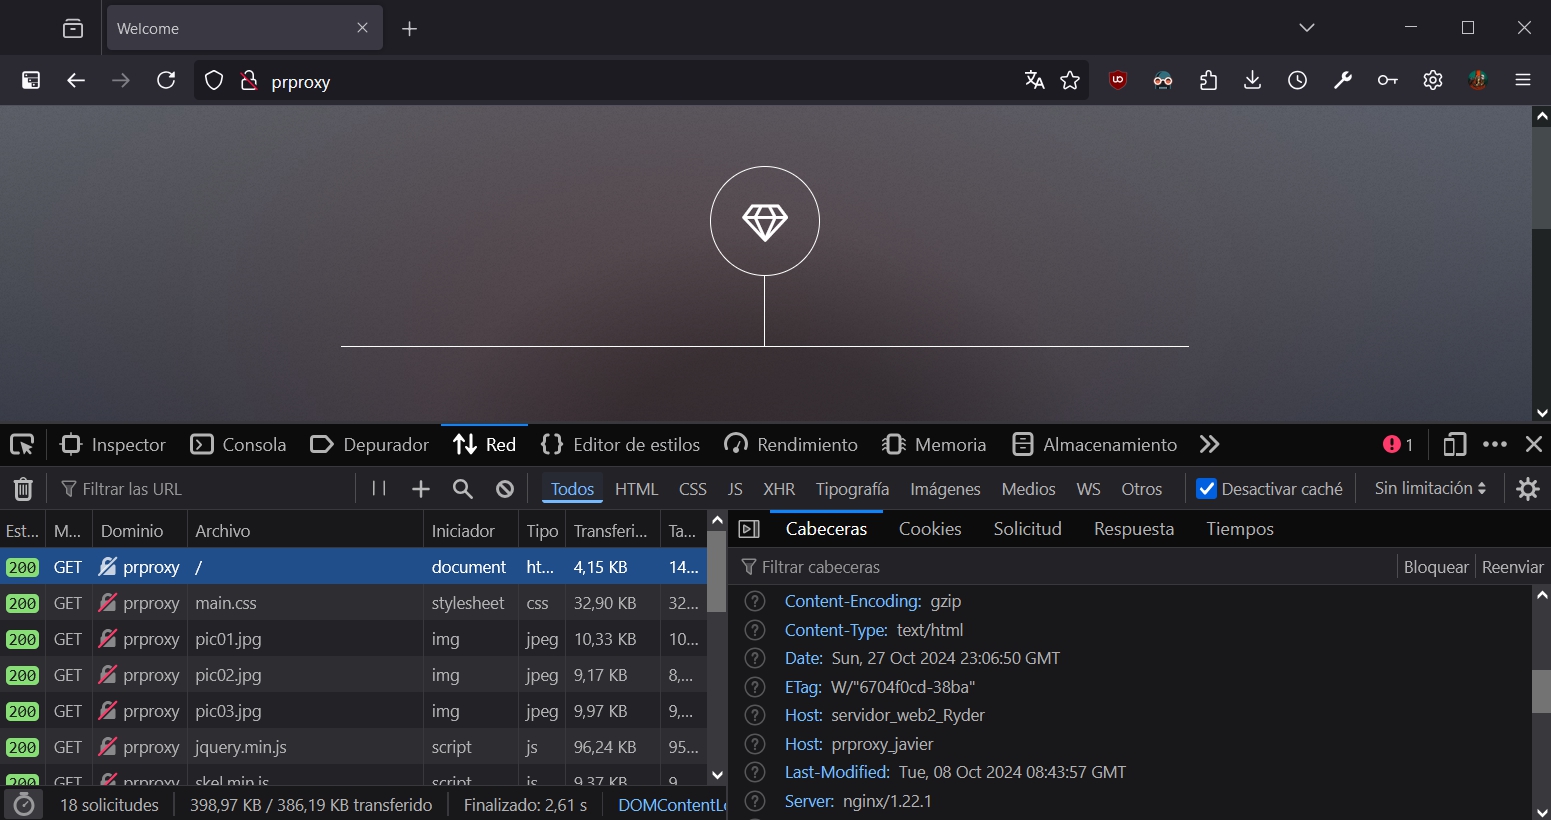 Welcome
prproxy
Inspector Consola Depurador Red Editor de estilos Rendimiento Memoria Almacenamiento 1
Filtrar las URL Todos HTML CSS JS XHR Tipografía Imágenes Medios WS Otros Desactivar caché Sin limitación
Est... M... Dominio Archivo Iniciador Tipo Transferi... Ta...
200 GET prproxy / document ht... 4,15 KB 14...
200 GET prproxy main.css stylesheet css 32,90 KB 32...
200 GET prproxy pic01.jpg img jpeg 10,33 KB 10...
200 GET prproxy pic02.jpg img jpeg 9,17 KB 8,...
200 GET prproxy pic03.jpg img jpeg 9,97 KB 9,...
200 GET prproxy jquery.min.js script js 96,24 KB 95...
200 GET prproxy skel.min.js script js 9,37 KB 9
18 solicitudes 398,97 KB / 386,19 KB transferido Finalizado: 2,61 s DOMContentLo
Cabeceras Cookies Solicitud Respuesta Tiempos
Filtrar cabeceras Bloquear Reenviar
Content-Encoding: gzip
Content-Type: text/html
Date: Sun, 27 Oct 2024 23:06:50 GMT
ETag: W/"6704f0cd-38ba"
Host: servidor_web2_Ryder
Host: prproxy_javier
Last-Modified: Tue, 08 Oct 2024 08:43:57 GMT
Server: nginx/1.22.1